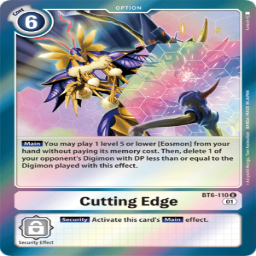 OPTION
Cost
6
Main You may play 1 level 5 or lower [Eosmon] from
your hand without paying its memory cost. Then, delete 1 of
your opponent's Digimon with DP less than or equal to the
Digimon played with this effect.
BT6-110 R
Cutting Edge
01
Security Activate this card's Main effect.
Security Effect